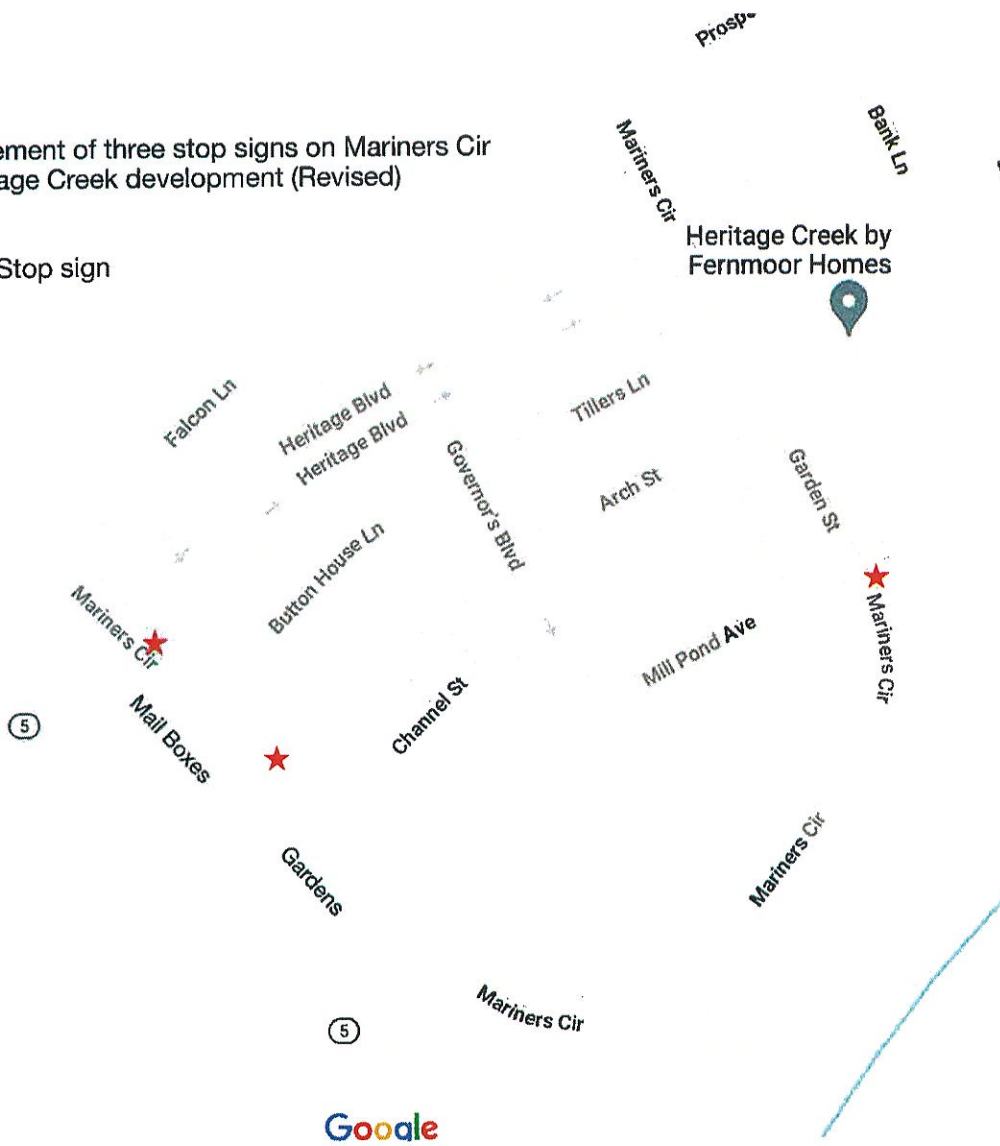 Prosp
ement of three stop signs on Mariners Cir
age Creek development (Revised)
Mariners Cir
Bank Ln
Heritage Creek by
Fernmoor Homes
Stop sign
Falcon Ln
Heritage Blvd
Heritage Blvd
Tillers Ln
Governor's Blvd
Arch St
Garden St
Button House Ln
Mariners Cir
Mariners Cir
Mill Pond Ave
Channel St
Mail Boxes
5
Mariners Cir
Gardens
Mariners Cir
5
Google